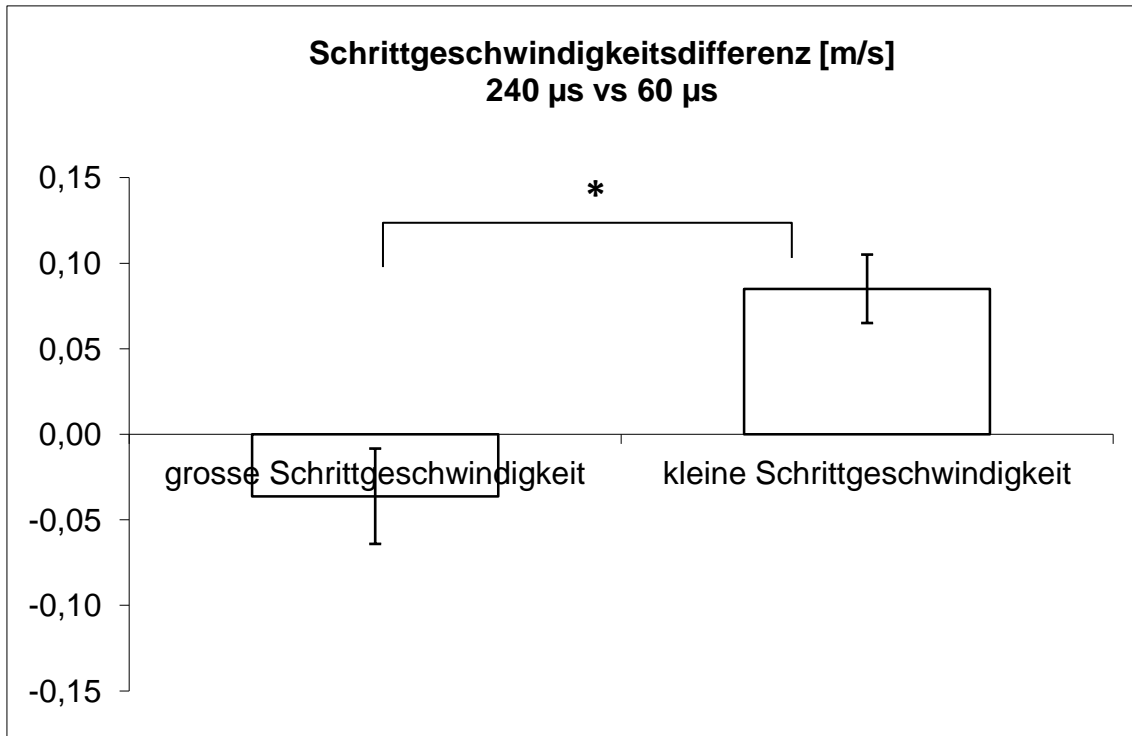 Schrittgeschwindigkeitsdifferenz [m/s]
240 µs vs 60 µs
0,15
*
0,10
0,05
0,00
grosse Schrittgeschwindigkeit kleine Schrittgeschwindigkeit
-0,05
-0,10
-0,15